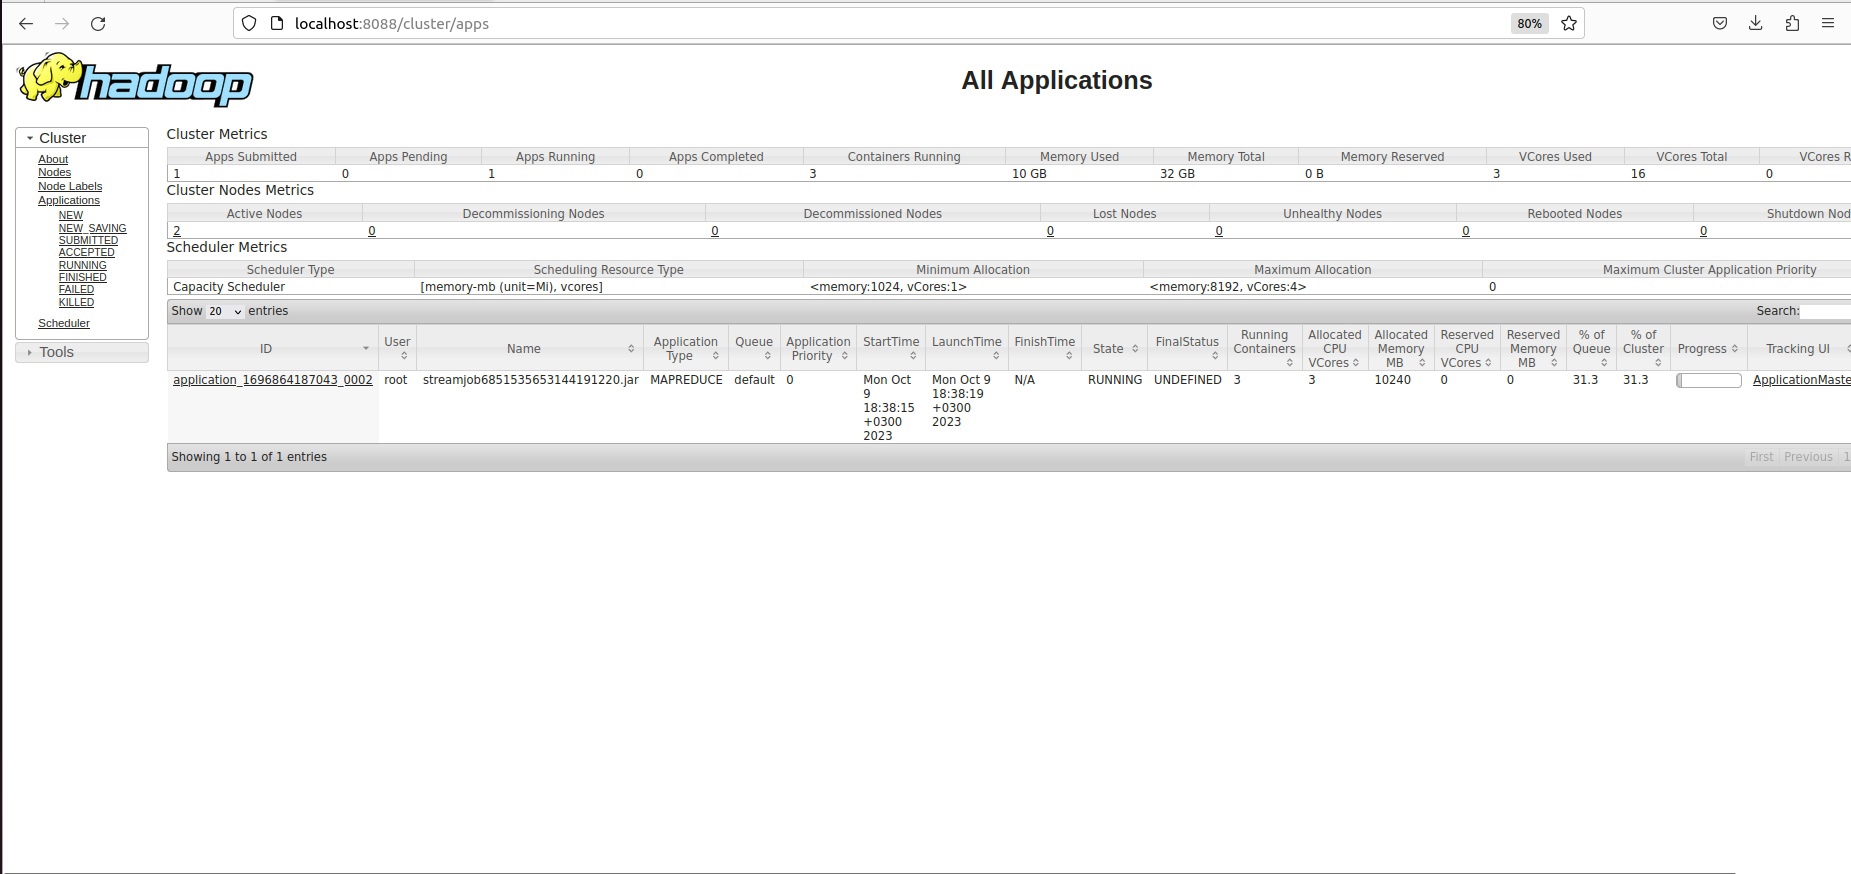 localhost:8088/cluster/apps
80%
hadoop
All Applications
Cluster
About
Nodes
Node Labels
Applications
NEW
NEW_SAVING
SUBMITTED
ACCEPTED
RUNNING
FINISHED
FAILED
KILLED
Scheduler
Tools
Cluster Metrics
Apps Submitted Apps Pending Apps Running Apps Completed Containers Running Memory Used Memory Total Memory Reserved VCores Used VCores Total VCores R
1 0 1 0 3 10 GB 32 GB 0 B 3 16 0
Cluster Nodes Metrics
Active Nodes Decommissioning Nodes Decommissioned Nodes Lost Nodes Unhealthy Nodes Rebooted Nodes Shutdown Nod
2 0 0 0 0 0 0
Scheduler Metrics
Scheduler Type Scheduling Resource Type Minimum Allocation Maximum Allocation Maximum Cluster Application Priority
Capacity Scheduler [memory-mb (unit=Mi), vcores] <memory:1024, vCores:1> <memory:8192, vCores:4> 0
Show 20 entries Search:
ID User Name Application Type Queue Application Priority StartTime LaunchTime FinishTime State FinalStatus Running Containers Allocated CPU VCores Allocated Memory MB Reserved CPU VCores Reserved Memory MB % of Queue % of Cluster Progress Tracking UI
application_1696864187043_0002 root streamjob6851535653144191220.jar MAPREDUCE default 0 Mon Oct 9 18:38:15 +0300 2023 Mon Oct 9 18:38:19 +0300 2023 N/A RUNNING UNDEFINED 3 3 10240 0 0 31.3 31.3 ApplicationMaste
Showing 1 to 1 of 1 entries First Previous 1